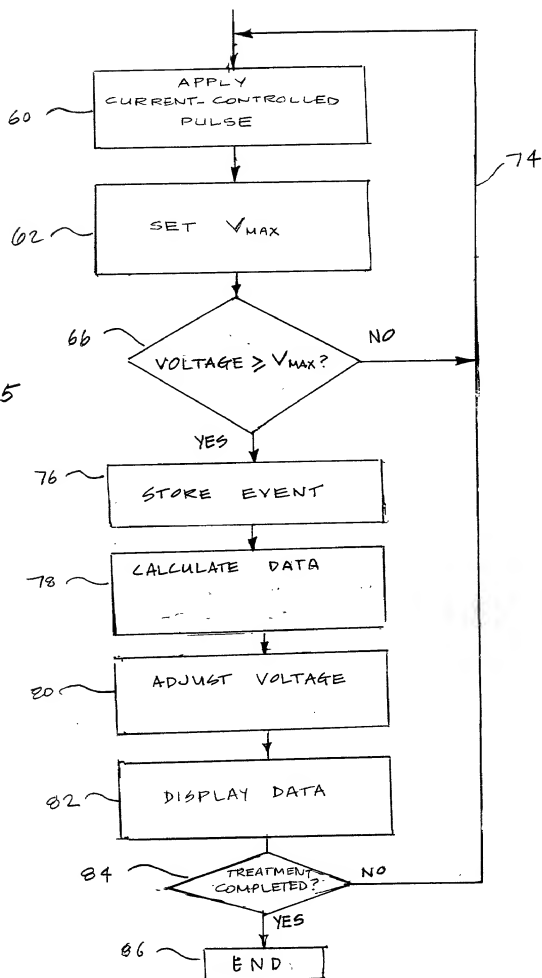 APPLY
CURRENT-CONTROLLED
PULSE
60
74
SET VMAX
62
66
NO
VOLTAGE ≥ VMAX?
5
YES
76
STORE EVENT
CALCULATE DATA
78
ADJUST VOLTAGE
80
DISPLAY DATA
82
84
TREATMENT
COMPLETED?
NO
YES
86
END